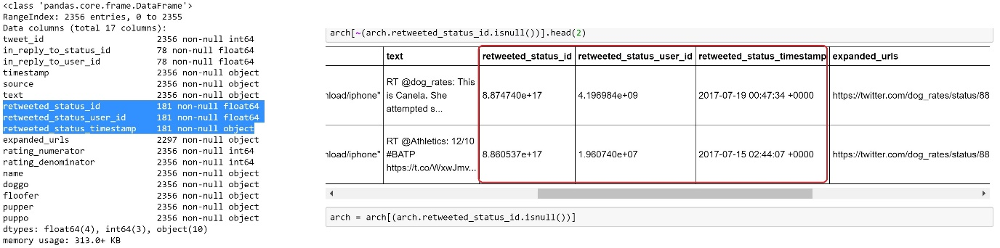 <class 'pandas.core.frame.DataFrame'>
RangeIndex: 2356 entries, 0 to 2355
Data columns (total 17 columns):
tweet_id                      2356 non-null int64
in_reply_to_status_id         78 non-null float64
in_reply_to_user_id           78 non-null float64
timestamp                     2356 non-null object
source                        2356 non-null object
text                          2356 non-null object
retweeted_status_id           181 non-null float64
retweeted_status_user_id      181 non-null float64
retweeted_status_timestamp    181 non-null object
expanded_urls                 2297 non-null object
rating_numerator              2356 non-null int64
rating_denominator            2356 non-null int64
name                          2356 non-null object
doggo                         2356 non-null object
floofer                       2356 non-null object
pupper                        2356 non-null object
puppo                         2356 non-null object
dtypes: float64(4), int64(3), object(10)
memory usage: 313.0+ KB
arch[~(arch.retweeted_status_id.isnull())].head(2)
text retweeted_status_id retweeted_status_user_id retweeted_status_timestamp expanded_urls
RT @dog_rates: This
nload/iphone" is Canela. She 8.874740e+17 4.196984e+09 2017-07-19 00:47:34 +0000 https://twitter.com/dog_rates/status/88
attempted s...
RT @Athletics: 12/10
nload/iphone" #BATP 8.860537e+17 1.960740e+07 2017-07-15 02:44:07 +0000 https://twitter.com/dog_rates/status/88
https://t.co/WxwJmv...
arch = arch[(arch.retweeted_status_id.isnull())]